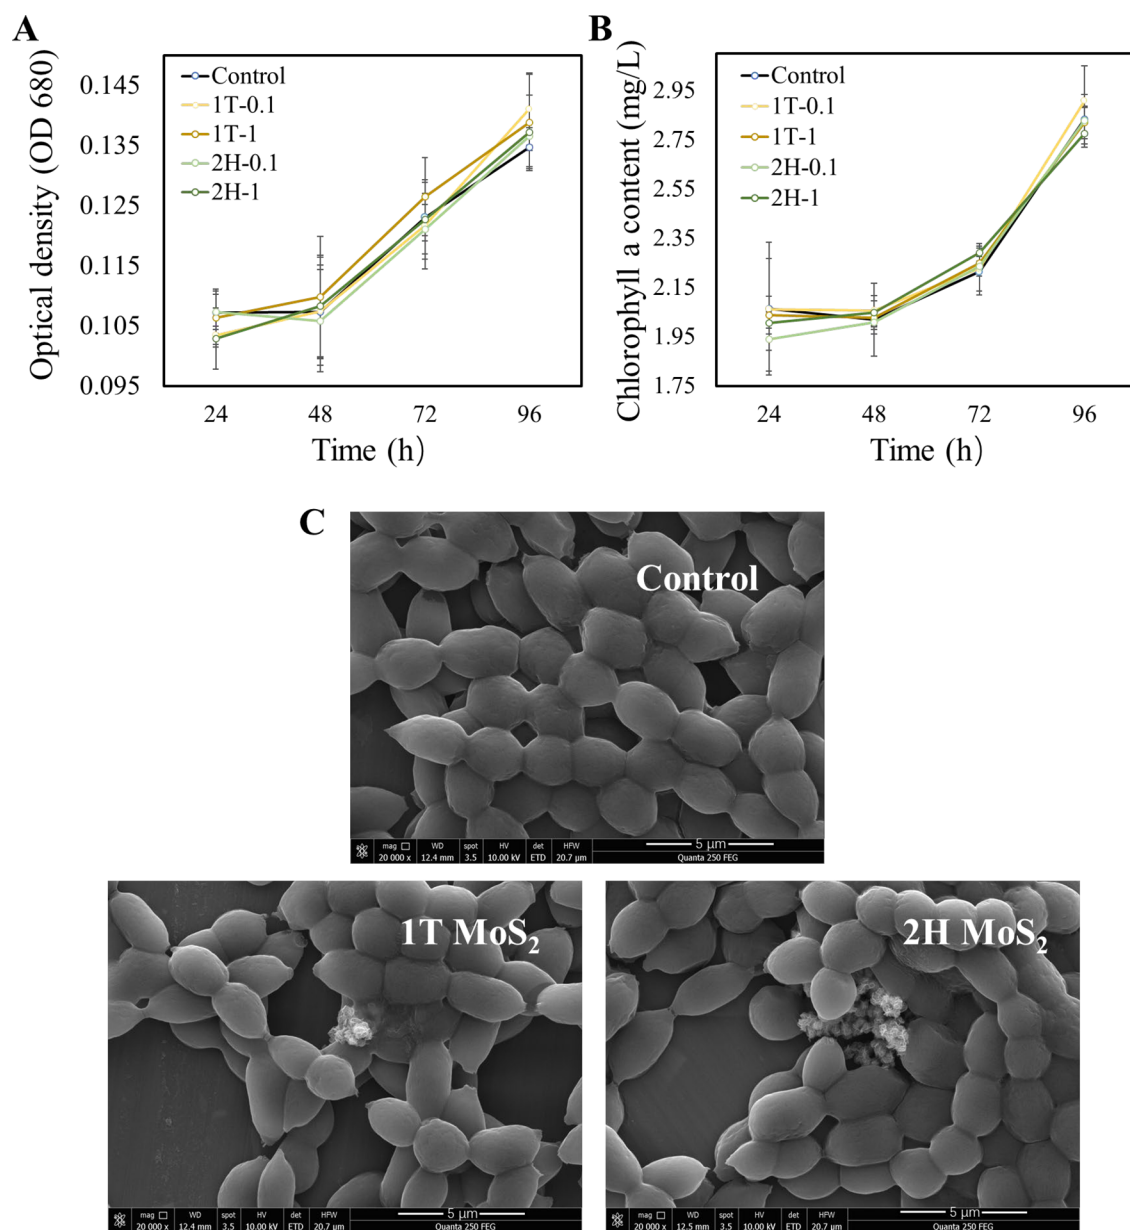 A
Optical density (OD 680)
0.145
0.135
0.125
0.115
0.105
0.095
Control
1T-0.1
1T-1
2H-0.1
2H-1
24 48 72 96
Time (h)
B
Chlorophyll a content (mg/L)
2.95
2.75
2.55
2.35
2.15
1.95
1.75
Control
1T-0.1
1T-1
2H-0.1
2H-1
24 48 72 96
Time (h)
C
Control
mag WD spot HV det HFW 5 µm
20 000 x 12.4 mm 3.5 10.00 kV ETD 20.7 µm Quanta 250 FEG
1T MoS₂
mag WD spot HV det HFW 5 µm
20 000 x 12.4 mm 3.5 10.00 kV ETD 20.7 µm Quanta 250 FEG
2H MoS₂
mag WD spot HV det HFW 5 µm
20 000 x 12.5 mm 3.5 10.00 kV ETD 20.7 µm Quanta 250 FEG